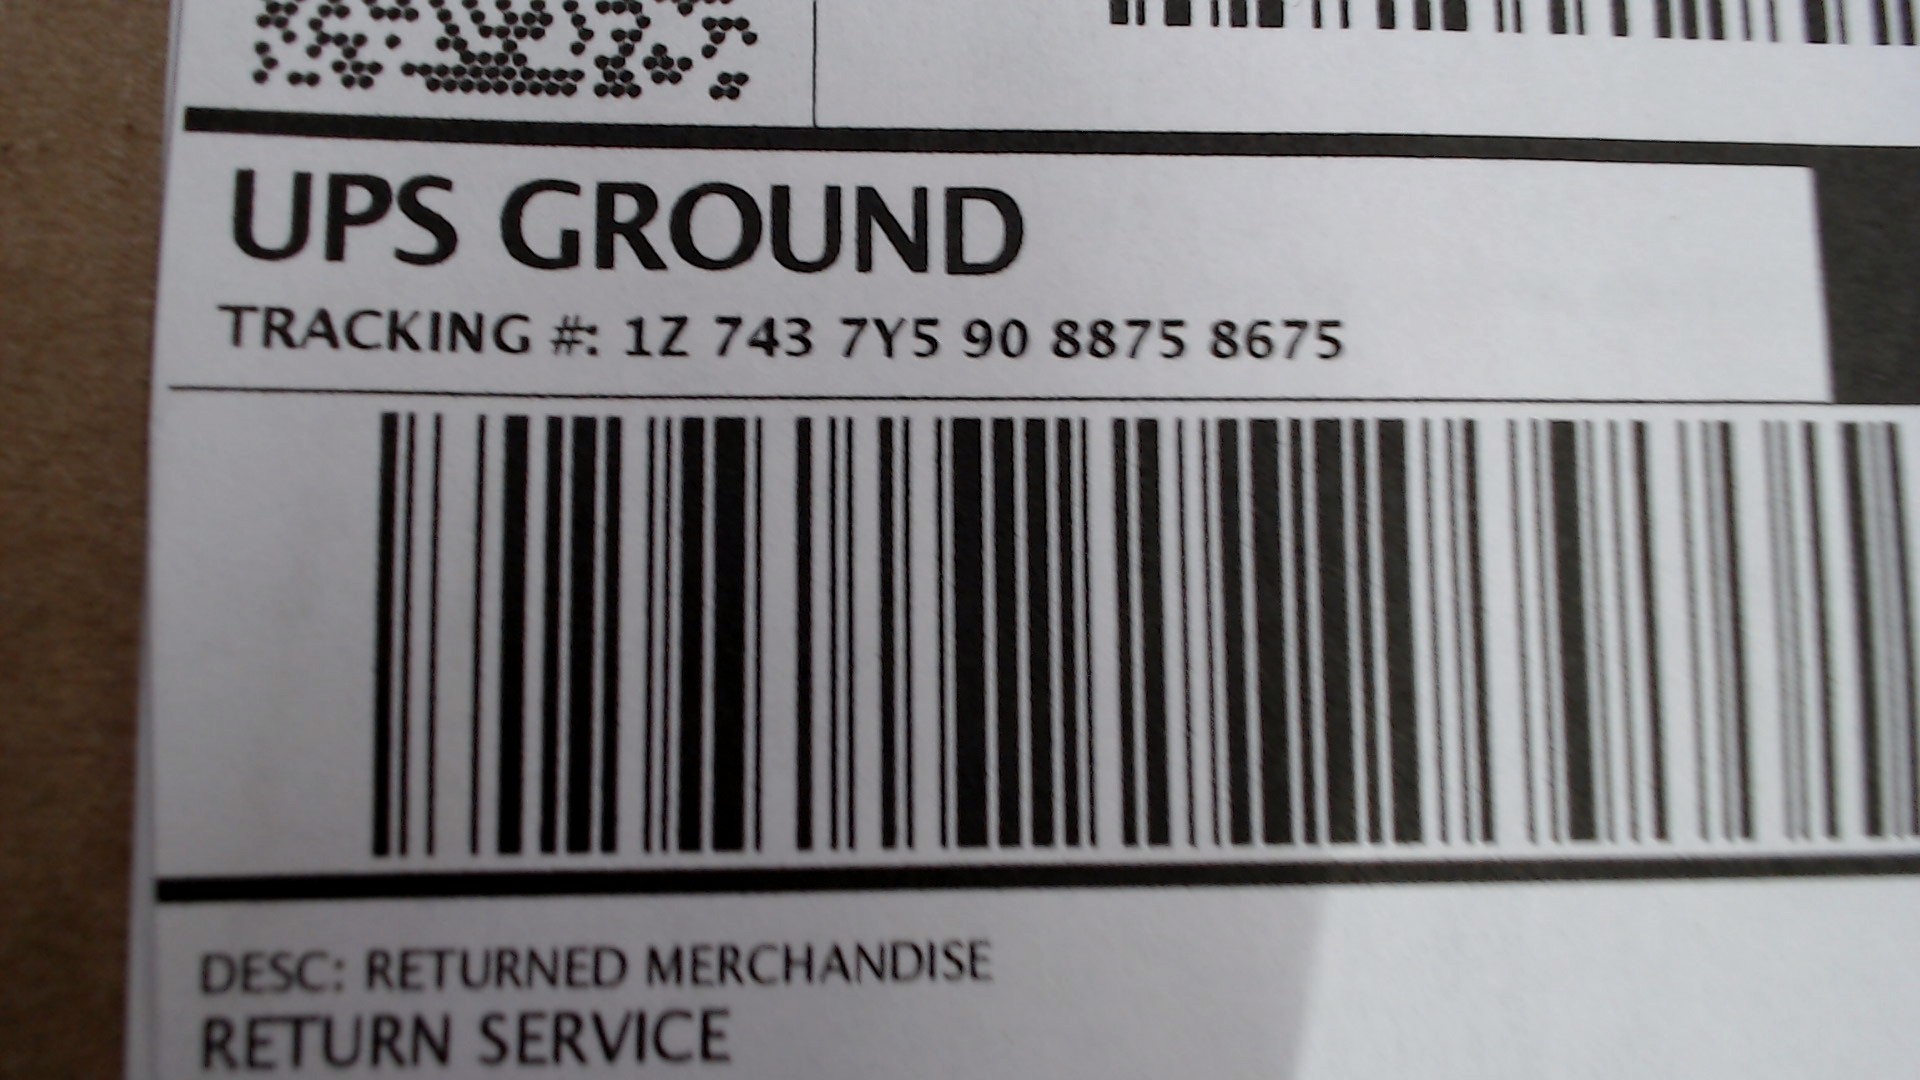 UPS GROUND
TRACKING #: 1Z 743 7Y5 90 8875 8675
DESC: RETURNED MERCHANDISE
RETURN SERVICE